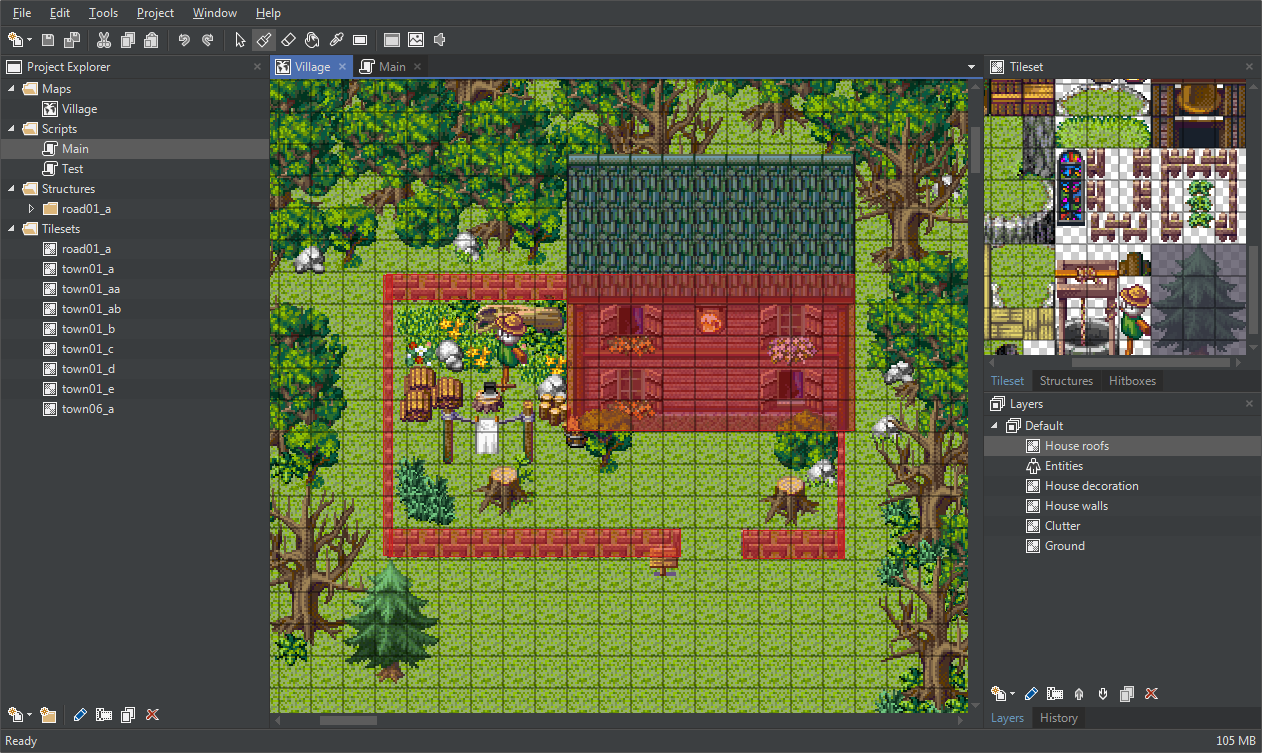 File Edit Tools Project Window Help
Project Explorer
Maps
Village
Scripts
Main
Test
Structures
road01_a
Tilesets
road01_a
town01_a
town01_aa
town01_ab
town01_b
town01_c
town01_d
town01_e
town06_a
Village Main
Tileset
Tileset Structures Hitboxes
Layers
Default
House roofs
Entities
House decoration
House walls
Clutter
Ground
Layers History
Ready 105 MB